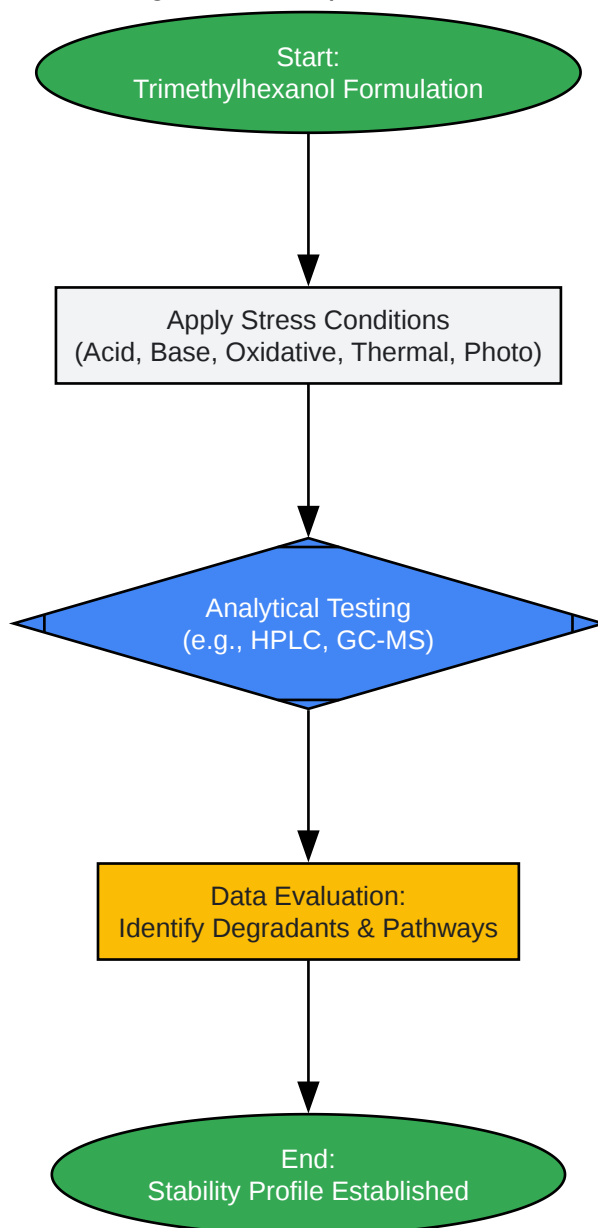 Start:
Trimethylhexanol Formulation
Apply Stress Conditions
(Acid, Base, Oxidative, Thermal, Photo)
Analytical Testing
(e.g., HPLC, GC-MS)
Data Evaluation:
Identify Degradants & Pathways
End:
Stability Profile Established